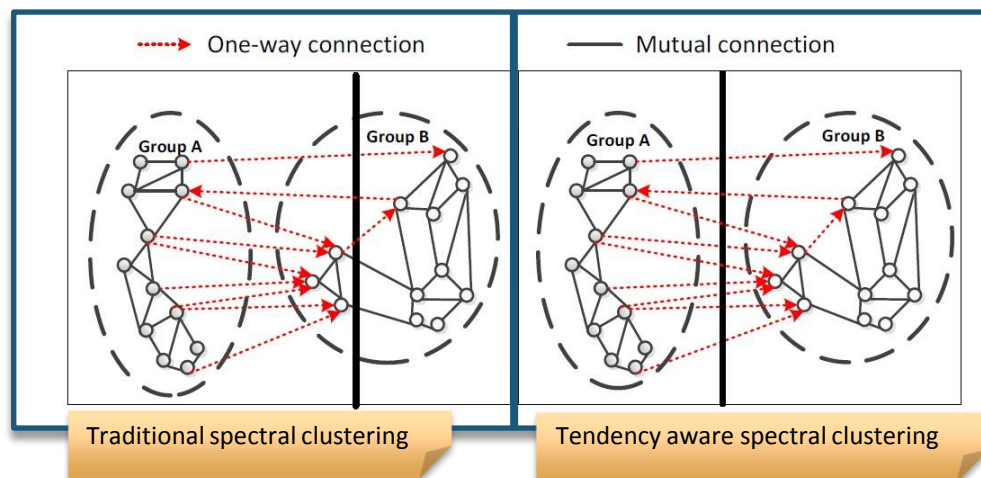 One-way connection
Mutual connection
Group A
Group B
Group A
Group B
Traditional spectral clustering
Tendency aware spectral clustering